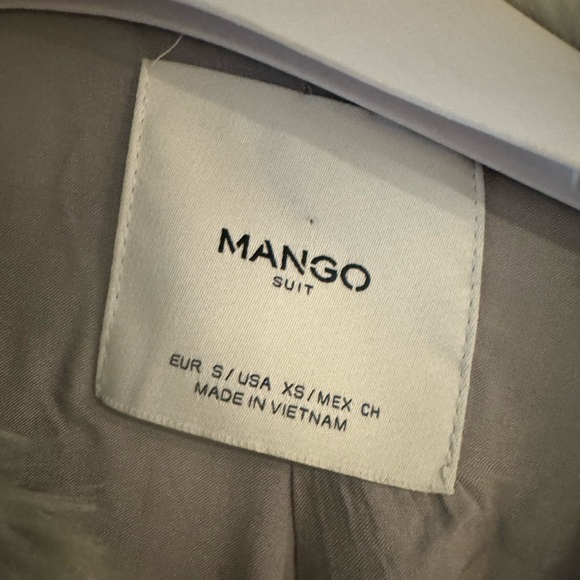 MANGO
SUIT
EUR S/USA XS/MEX CH
MADE IN VIETNAM